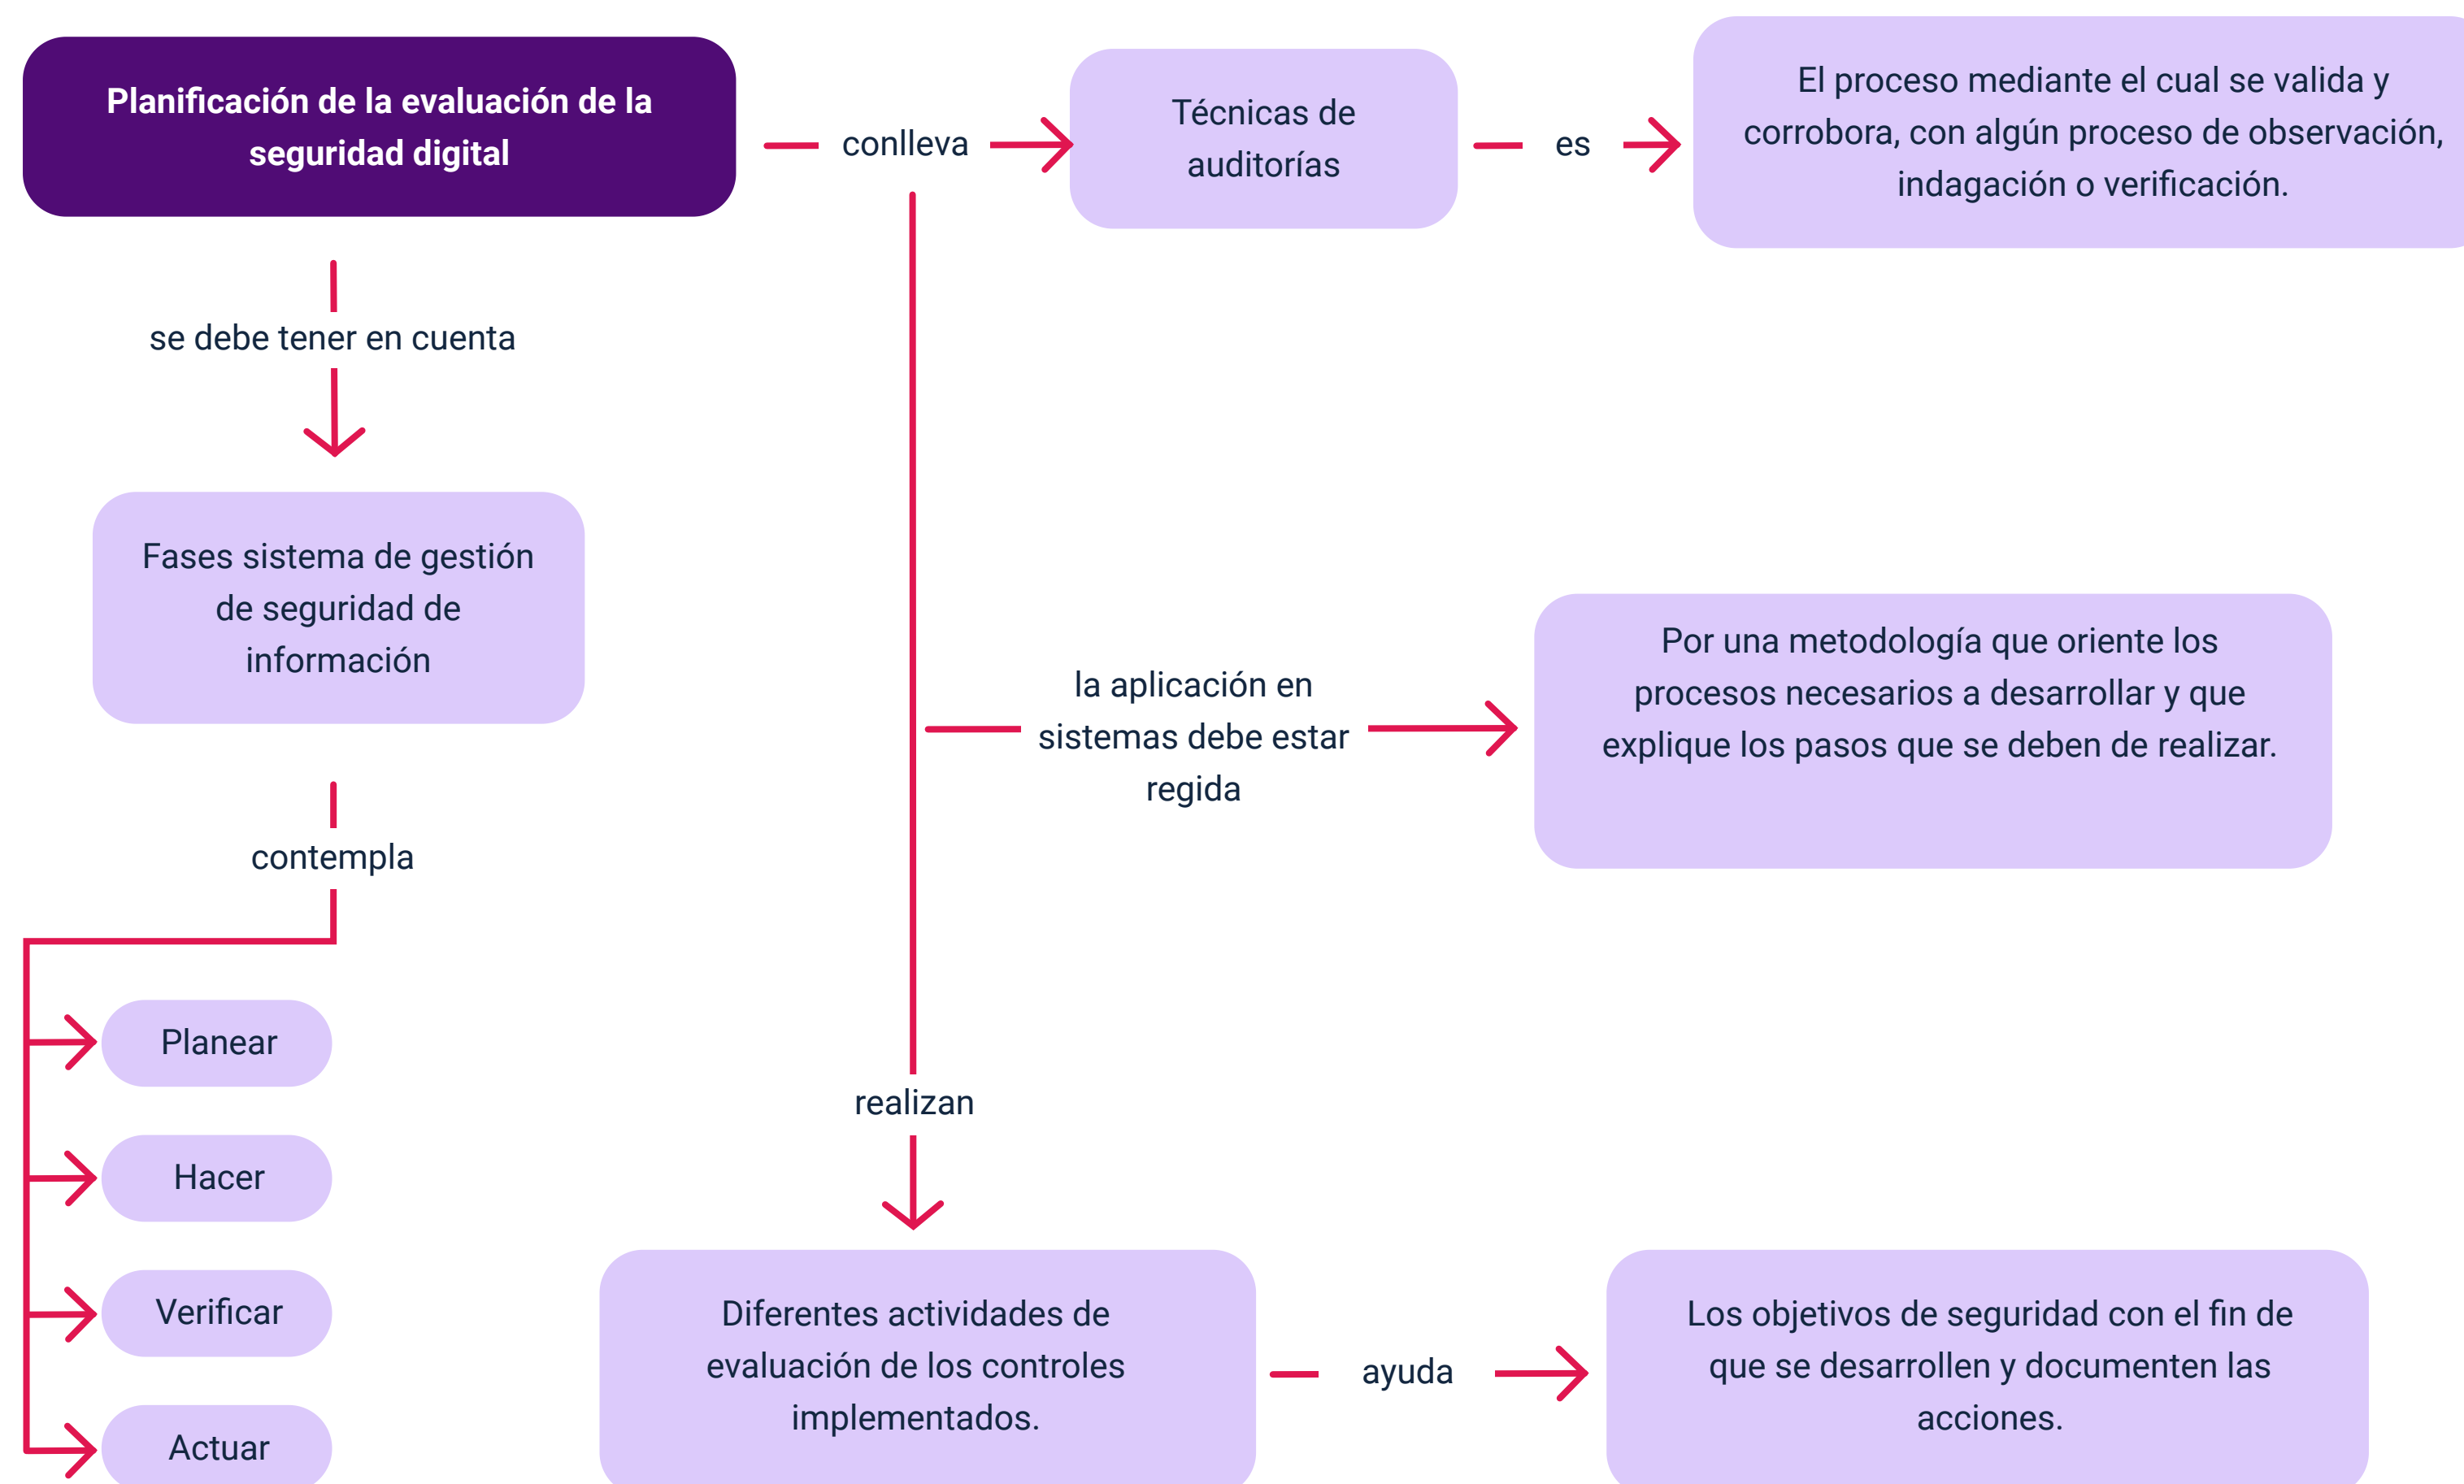 Planificación de la evaluación de la
seguridad digital
conlleva
Técnicas de
auditorías
es
El proceso mediante el cual se valida y
corrobora, con algún proceso de observación,
indagación o verificación.
se debe tener en cuenta
Fases sistema de gestión
de seguridad de
información
la aplicación en
sistemas debe estar
regida
Por una metodología que oriente los
procesos necesarios a desarrollar y que
explique los pasos que se deben de realizar.
contempla
Planear
Hacer
Verificar
Actuar
realizan
Diferentes actividades de
evaluación de los controles
implementados.
ayuda
Los objetivos de seguridad con el fin de
que se desarrollen y documenten las
acciones.